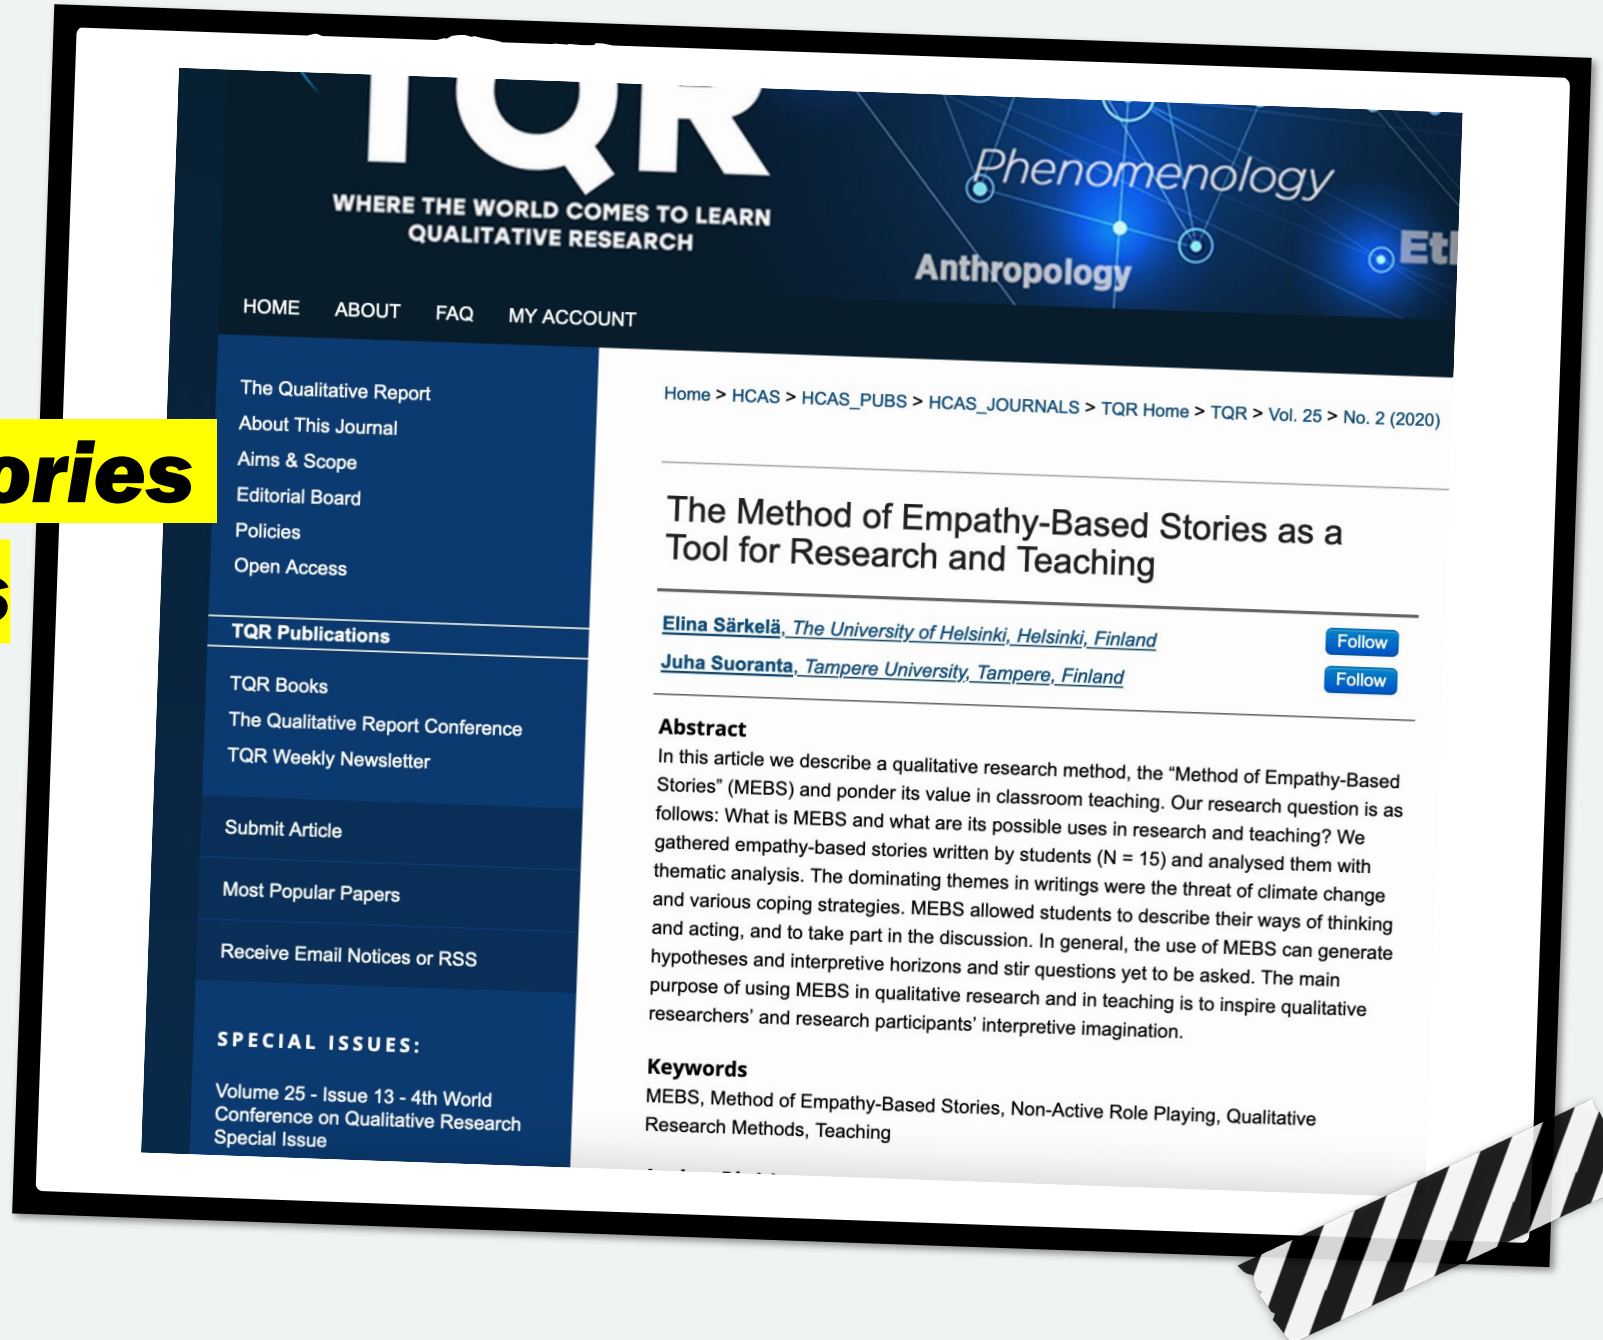 TQR
WHERE THE WORLD COMES TO LEARN
QUALITATIVE RESEARCH
Phenomenology
Anthropology
HOME ABOUT FAQ MY ACCOUNT
ories
The Qualitative Report
About This Journal
Aims & Scope
Editorial Board
Policies
Open Access
TQR Publications
TQR Books
The Qualitative Report Conference
TQR Weekly Newsletter
Submit Article
Most Popular Papers
Receive Email Notices or RSS
SPECIAL ISSUES:
Volume 25 - Issue 13 - 4th World
Conference on Qualitative Research
Special Issue
Home > HCAS > HCAS_PUBS > HCAS_JOURNALS > TQR Home > TQR > Vol. 25 > No. 2 (2020)
The Method of Empathy-Based Stories as a
Tool for Research and Teaching
Elina Särkelä, The University of Helsinki, Helsinki, Finland
Follow
Juha Suoranta, Tampere University, Tampere, Finland
Follow
Abstract
In this article we describe a qualitative research method, the “Method of Empathy-Based
Stories” (MEBS) and ponder its value in classroom teaching. Our research question is as
follows: What is MEBS and what are its possible uses in research and teaching? We
gathered empathy-based stories written by students (N = 15) and analysed them with
thematic analysis. The dominating themes in writings were the threat of climate change
and various coping strategies. MEBS allowed students to describe their ways of thinking
and acting, and to take part in the discussion. In general, the use of MEBS can generate
hypotheses and interpretive horizons and stir questions yet to be asked. The main
purpose of using MEBS in qualitative research and in teaching is to inspire qualitative
researchers’ and research participants’ interpretive imagination.
Keywords
MEBS, Method of Empathy-Based Stories, Non-Active Role Playing, Qualitative
Research Methods, Teaching